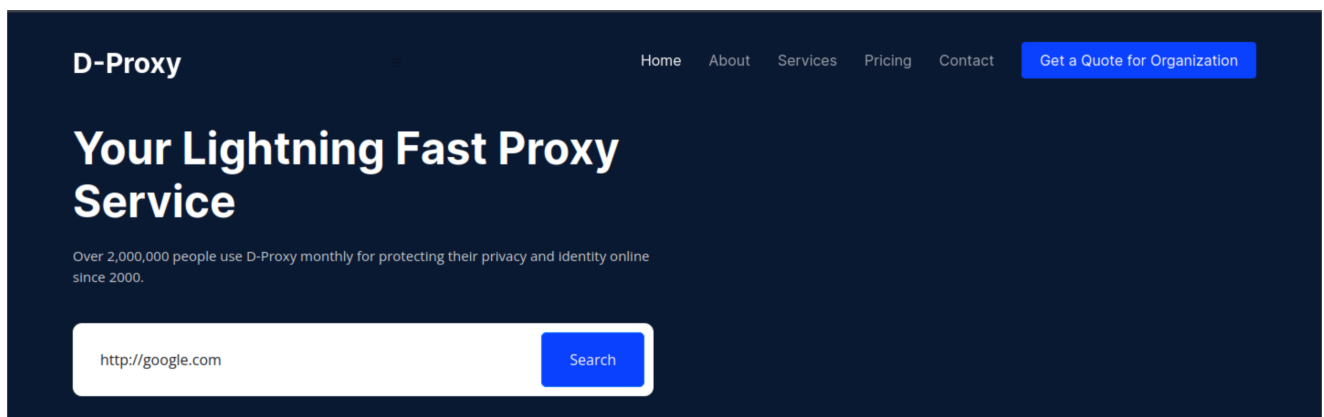 D-Proxy
Home About Services Pricing Contact Get a Quote for Organization
Your Lightning Fast Proxy
Service
Over 2,000,000 people use D-Proxy monthly for protecting their privacy and identity online
since 2000.
http://google.com Search